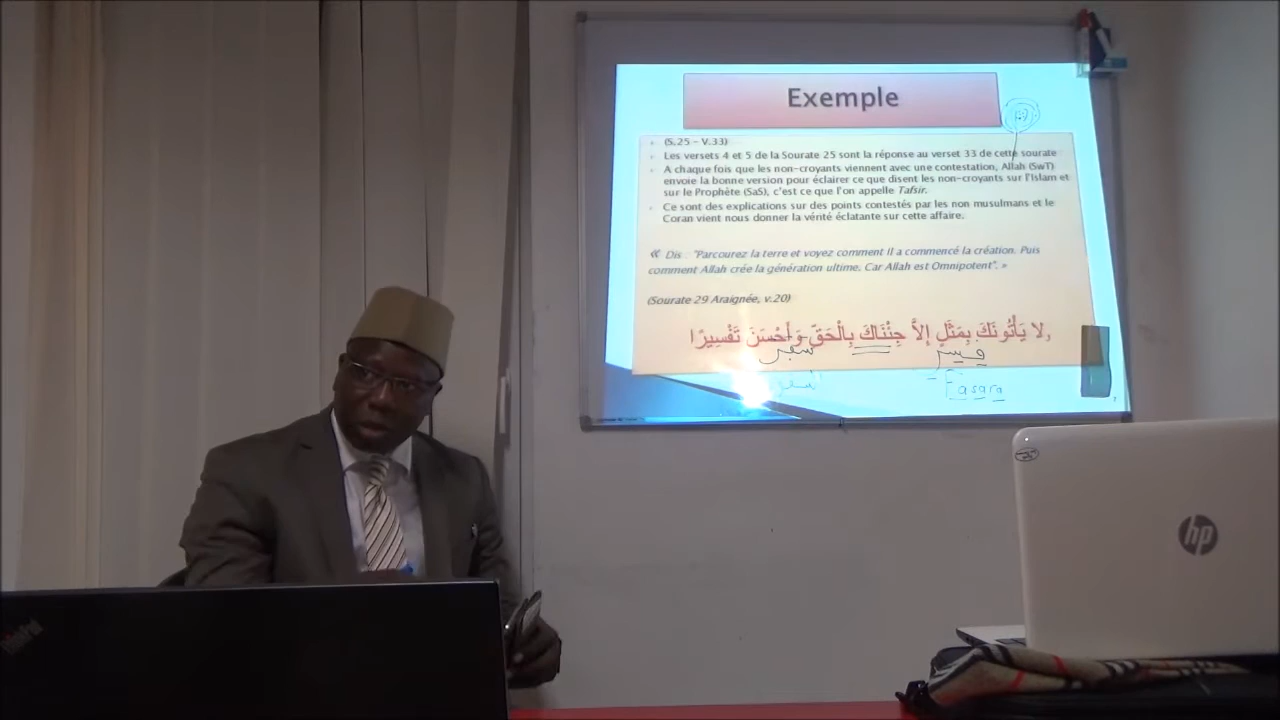 Exemple
(S.25 - V.33)
Les versets 4 et 5 de la Sourate 25 sont la réponse au verset 33 de cette sourate
A chaque fois que les non-croyants viennent avec une contestation, Allah (SwT)
envoie la bonne version pour éclairer ce que disent les non-croyants sur l'Islam et
sur le Prophète (SaS), c'est ce que l'on appelle Tafsir.
Ce sont des explications sur des points contestés par les non musulmans et le
Coran vient nous donner la vérité éclatante sur cette affaire.
« Dis : "Parcourez la terre et voyez comment Il a commencé la création. Puis
comment Allah crée la génération ultime. Car Allah est Omnipotent". »
(Sourate 29 Araignée, v.20)
وَلا يَأْتُونَكَ بِمَثَلٍ إِلاَّ جِئْنَاكَ بِالْحَقِّ وَأَحْسَنَ تَفْسِيرًا
Fasara
ThinkPad
hp